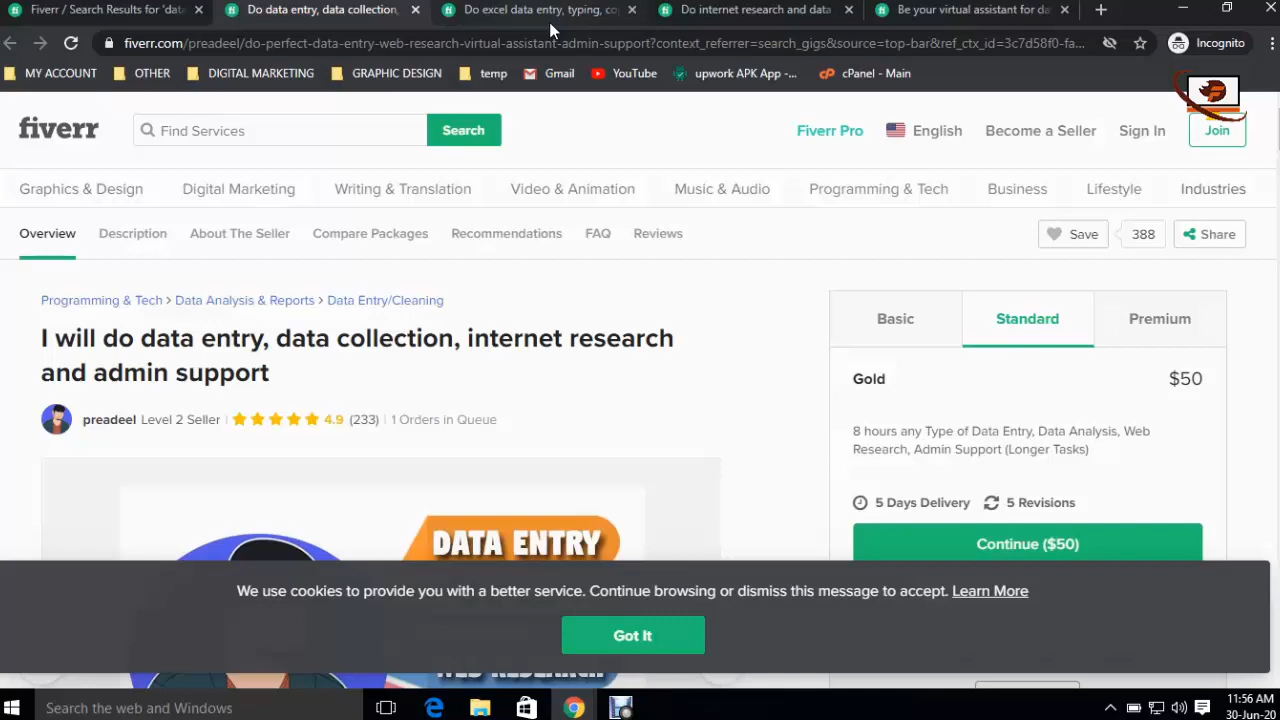 Fiverr / Search Results for 'data
Do data entry, data collection,
Do excel data entry, typing, co
Do internet research and data
Be your virtual assistant for da
fiverr.com/preadeel/do-perfect-data-entry-web-research-virtual-assistant-admin-support?context_referrer=search_gigs&source=top-bar&ref_ctx_id=3c7d58f0-fa...
Incognito
MY ACCOUNT
OTHER
DIGITAL MARKETING
GRAPHIC DESIGN
temp
Gmail
YouTube
upwork APK App -...
cPanel - Main
fiverr
Find Services
Search
Fiverr Pro
English
Become a Seller
Sign In
Join
Graphics & Design
Digital Marketing
Writing & Translation
Video & Animation
Music & Audio
Programming & Tech
Business
Lifestyle
Industries
Overview
Description
About The Seller
Compare Packages
Recommendations
FAQ
Reviews
Save
388
Share
Programming & Tech > Data Analysis & Reports > Data Entry/Cleaning
I will do data entry, data collection, internet research
and admin support
preadeel Level 2 Seller | 4.9 (233) | 1 Orders in Queue
Basic
Standard
Premium
Gold
$50
8 hours any Type of Data Entry, Data Analysis, Web
Research, Admin Support (Longer Tasks)
5 Days Delivery
5 Revisions
Continue ($50)
DATA ENTRY
We use cookies to provide you with a better service. Continue browsing or dismiss this message to accept. Learn More
Got It
WEB RESEARCH
Search the web and Windows
11:56 AM
30-Jun-20